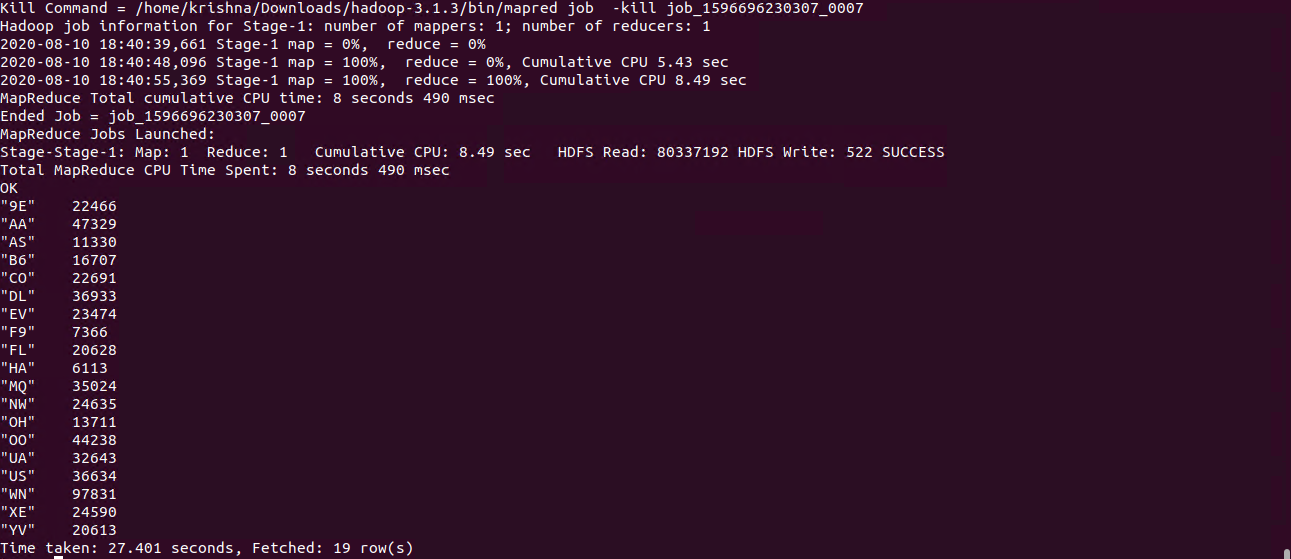 Kill Command = /home/krishna/Downloads/hadoop-3.1.3/bin/mapred job  -kill job_1596696230307_0007
Hadoop job information for Stage-1: number of mappers: 1; number of reducers: 1
2020-08-10 18:40:39,661 Stage-1 map = 0%,  reduce = 0%
2020-08-10 18:40:48,096 Stage-1 map = 100%,  reduce = 0%, Cumulative CPU 5.43 sec
2020-08-10 18:40:55,369 Stage-1 map = 100%,  reduce = 100%, Cumulative CPU 8.49 sec
MapReduce Total cumulative CPU time: 8 seconds 490 msec
Ended Job = job_1596696230307_0007
MapReduce Jobs Launched:
Stage-Stage-1: Map: 1  Reduce: 1   Cumulative CPU: 8.49 sec   HDFS Read: 80337192 HDFS Write: 522 SUCCESS
Total MapReduce CPU Time Spent: 8 seconds 490 msec
OK
"9E"    22466
"AA"    47329
"AS"    11330
"B6"    16707
"CO"    22691
"DL"    36933
"EV"    23474
"F9"    7366
"FL"    20628
"HA"    6113
"MQ"    35024
"NW"    24635
"OH"    13711
"OO"    44238
"UA"    32643
"US"    36634
"WN"    97831
"XE"    24590
"YV"    20613
Time taken: 27.401 seconds, Fetched: 19 row(s)